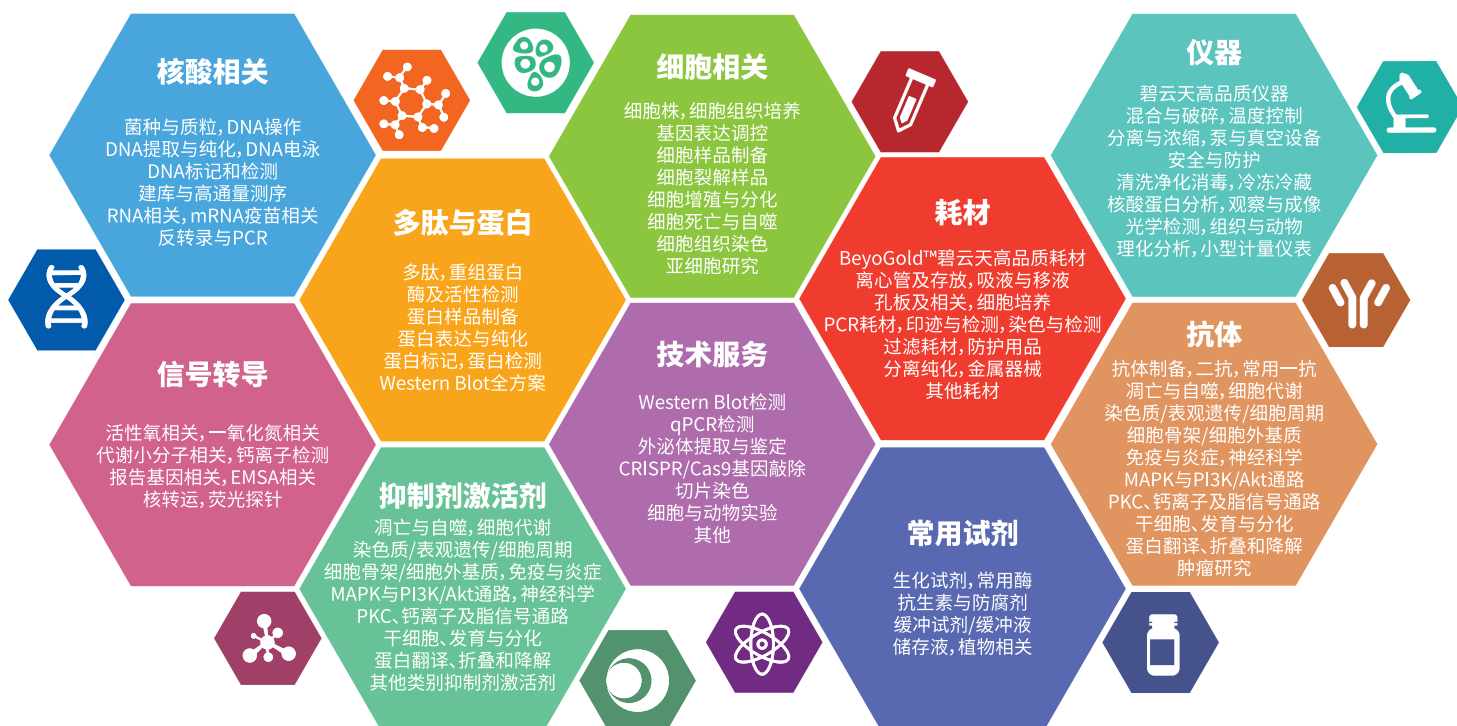 核酸相关
菌种与质粒, DNA操作
DNA提取与纯化, DNA电泳
DNA标记和检测
建库与高通量测序
RNA相关, mRNA疫苗相关
反转录与PCR
多肽与蛋白
多肽, 重组蛋白
酶及活性检测
蛋白样品制备
蛋白表达与纯化
蛋白标记, 蛋白检测
Western Blot全方案
细胞相关
细胞株, 细胞组织培养
基因表达调控
细胞样品制备
细胞裂解样品
细胞增殖与分化
细胞死亡与自噬
细胞组织染色
亚细胞研究
耗材
BeyoGold™碧云天高品质耗材
离心管及存放, 吸液与移液
孔板及相关, 细胞培养
PCR耗材, 印迹与检测, 染色与检测
过滤耗材, 防护用品
分离纯化, 金属器械
其他耗材
仪器
碧云天高品质仪器
混合与破碎, 温度控制
分离与浓缩, 泵与真空设备
安全与防护
清洗净化消毒, 冷冻冷藏
核酸蛋白分析, 观察与成像
光学检测, 组织与动物
理化分析, 小型计量仪表
信号转导
活性氧相关, 一氧化氮相关
代谢小分子相关, 钙离子检测
报告基因相关, EMSA相关
核转运, 荧光探针
抑制剂激活剂
凋亡与自噬, 细胞代谢
染色质/表观遗传/细胞周期
细胞骨架/细胞外基质, 免疫与炎症
MAPK与PI3K/Akt通路, 神经科学
PKC、钙离子及脂信号通路
干细胞、发育与分化
蛋白翻译、折叠和降解
其他类别抑制剂激活剂
技术服务
Western Blot检测
qPCR检测
外泌体提取与鉴定
CRISPR/Cas9基因敲除
切片染色
细胞与动物实验
其他
常用试剂
生化试剂, 常用酶
抗生素与防腐剂
缓冲试剂/缓冲液
储存液, 植物相关
抗体
抗体制备, 二抗, 常用一抗
凋亡与自噬, 细胞代谢
染色质/表观遗传/细胞周期
细胞骨架/细胞外基质
免疫与炎症, 神经科学
MAPK与PI3K/Akt通路
PKC、钙离子及脂信号通路
干细胞、发育与分化
蛋白翻译、折叠和降解
肿瘤研究